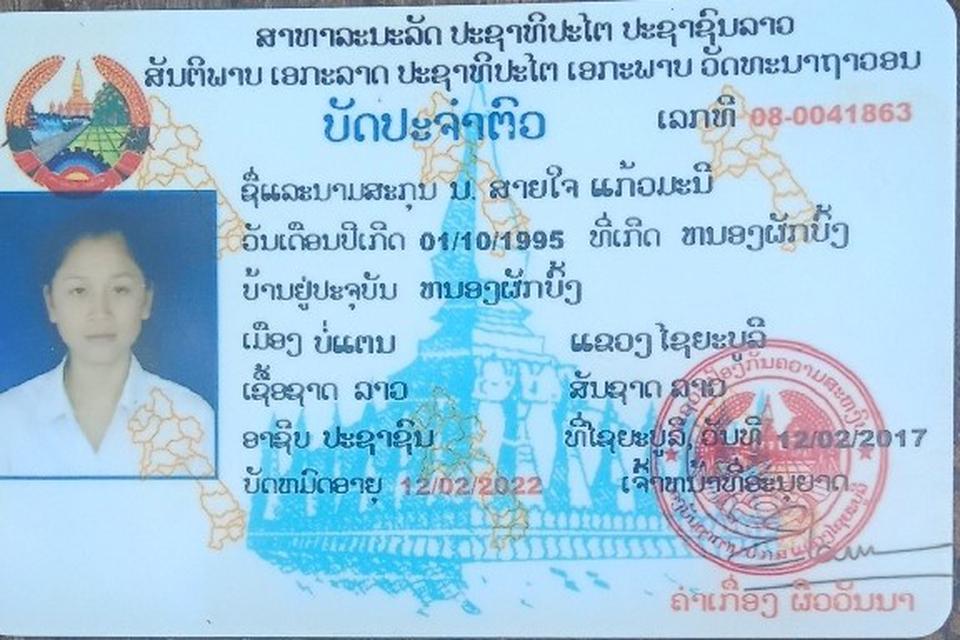 ສາທາລະນະລັດ ປະຊາທິປະໄຕ ປະຊາຊົນລາວ
ສັນຕິພາບ ເອກະລາດ ປະຊາທິປະໄຕ ເອກະພາບ ວັດທະນາຖາວອນ
ບັດປະຈຳຕົວ ເລກທີ 08-0041863
ຊື່ແລະນາມສະກຸນ ນ. ສາຍໃຈ ແກ້ວມະນີ
ວັນເດືອນປີເກີດ 01/10/1995 ທີ່ເກີດ ຫນອງຜັກບົ້ງ
ບ້ານຢູ່ປະຈຸບັນ ຫນອງຜັກບົ້ງ
ເມືອງ ບໍ່ແຕນ ແຂວງ ໄຊຍະບູລີ
ເຊື້ອຊາດ ລາວ ສັນຊາດ ລາວ
ອາຊິບ ປະຊາຊົນ ທີ່ໄຊຍະບູລີ, ວັນທີ 12/02/2017
ບັດຫມົດອາຍຸ 12/02/2022 ເຈົ້າຫນ້າທີ່ອະນຸຍາດ
ຄຳເກື່ອງ ຜິວວັນນາ